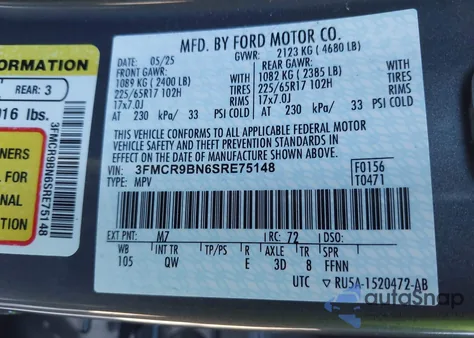 MFD. BY FORD MOTOR CO.
DATE: 05/25 GVWR: 2123 KG (4680 LB)
FRONT GAWR: REAR GAWR:
1089 KG (2400 LB) WITH 1082 KG (2385 LB) WITH
225/65R17 102H TIRES 225/65R17 102H TIRES
17x7.0J RIMS 17x7.0J RIMS
AT 230 kPa/ 33 PSI COLD AT 230 kPa/ 33 PSI COLD
THIS VEHICLE CONFORMS TO ALL APPLICABLE FEDERAL MOTOR
VEHICLE SAFETY AND THEFT PREVENTION STANDARDS IN EFFECT
ON THE DATE OF MANUFACTURE SHOWN ABOVE.
VIN: 3FMCR9BN6SRE75148 F0156
TYPE: MPV T0471
EXT PNT: M7 RC: 72 DSO:
WB INT TR TP/PS R AXLE TR SPR
105 QW E 3D 8 FFNN
UTC ▽ RU5A-1520472-AB
FORMATION
REAR: 3
016 lbs.
3FMCR9BN6SRE75148
NERS
L FOR
AL
TION
autosnap